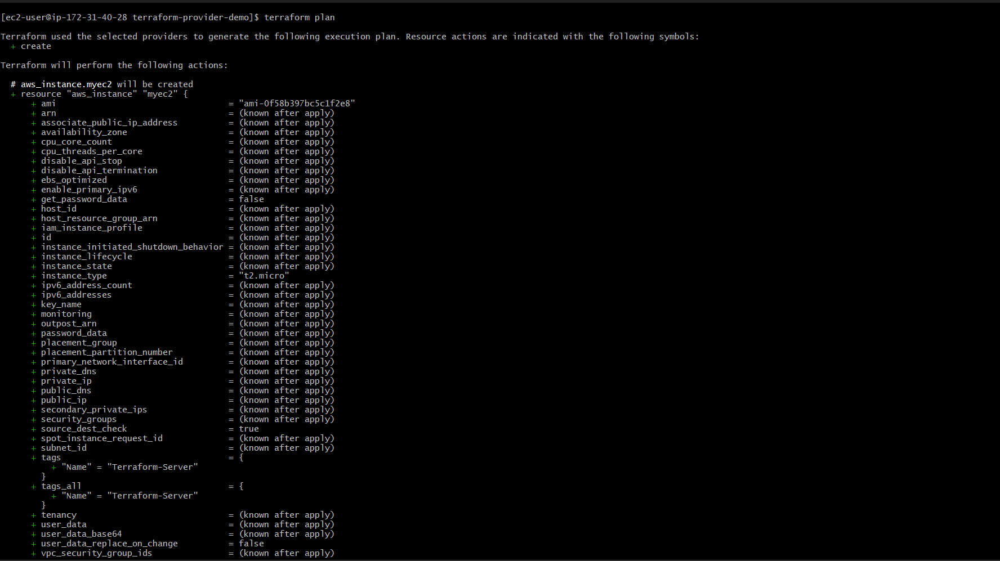 [ec2-user@ip-172-31-40-28 terraform-provider-demo]$ terraform plan
Terraform used the selected providers to generate the following execution plan. Resource actions are indicated with the following symbols:
+ create
Terraform will perform the following actions:
# aws_instance.myec2 will be created
+ resource "aws_instance" "myec2" {
+ ami = "ami-0f58b397bc5c1f2e8"
+ arn = (known after apply)
+ associate_public_ip_address = (known after apply)
+ availability_zone = (known after apply)
+ cpu_core_count = (known after apply)
+ cpu_threads_per_core = (known after apply)
+ disable_api_stop = (known after apply)
+ disable_api_termination = (known after apply)
+ ebs_optimized = (known after apply)
+ enable_primary_ipv6 = (known after apply)
+ get_password_data = false
+ host_id = (known after apply)
+ host_resource_group_arn = (known after apply)
+ iam_instance_profile = (known after apply)
+ id = (known after apply)
+ instance_initiated_shutdown_behavior = (known after apply)
+ instance_lifecycle = (known after apply)
+ instance_state = (known after apply)
+ instance_type = "t2.micro"
+ ipv6_address_count = (known after apply)
+ ipv6_addresses = (known after apply)
+ key_name = (known after apply)
+ monitoring = (known after apply)
+ outpost_arn = (known after apply)
+ password_data = (known after apply)
+ placement_group = (known after apply)
+ placement_partition_number = (known after apply)
+ primary_network_interface_id = (known after apply)
+ private_dns = (known after apply)
+ private_ip = (known after apply)
+ public_dns = (known after apply)
+ public_ip = (known after apply)
+ secondary_private_ips = (known after apply)
+ security_groups = (known after apply)
+ source_dest_check = true
+ spot_instance_request_id = (known after apply)
+ subnet_id = (known after apply)
+ tags = {
+ "Name" = "Terraform-Server"
}
+ tags_all = {
+ "Name" = "Terraform-Server"
}
+ tenancy = (known after apply)
+ user_data = (known after apply)
+ user_data_base64 = (known after apply)
+ user_data_replace_on_change = false
+ vpc_security_group_ids = (known after apply)